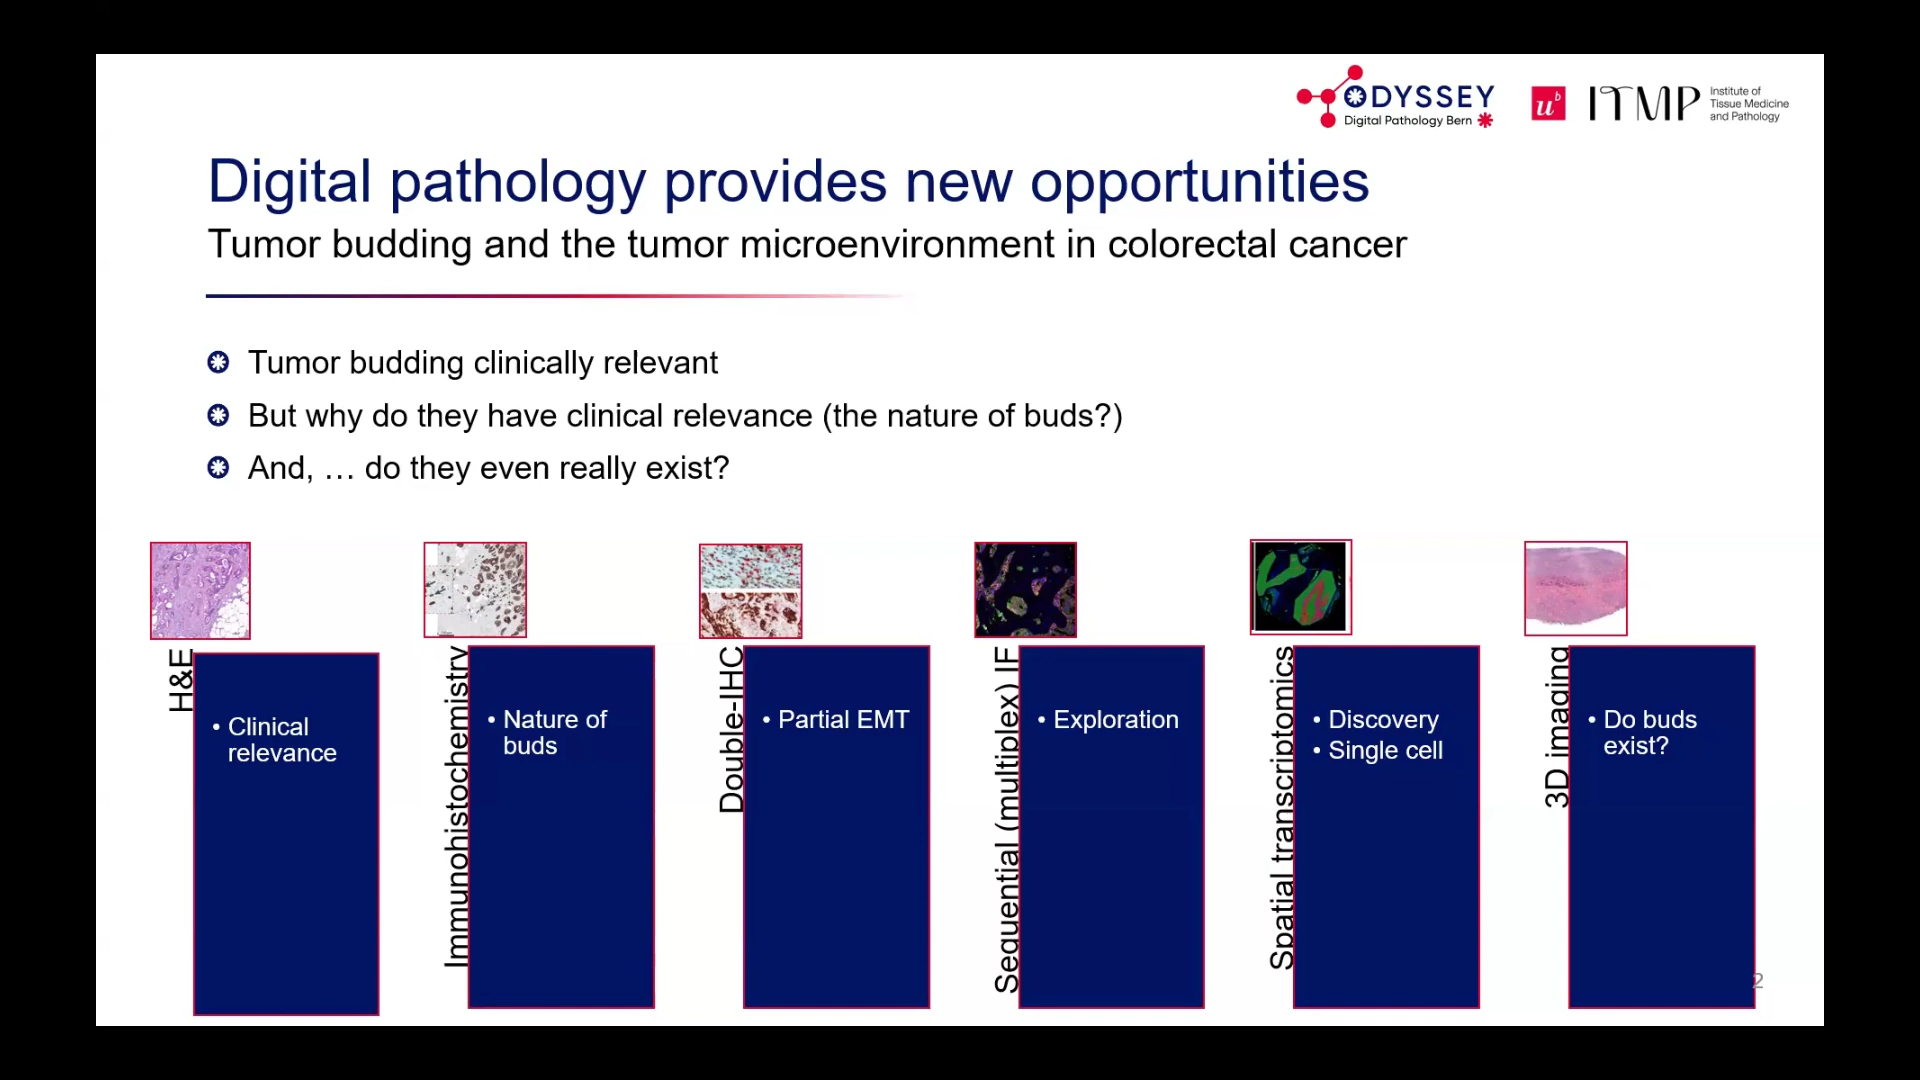 ODYSSEY
Digital Pathology Bern
u^b ITMP
Institute of
Tissue Medicine
and Pathology
Digital pathology provides new opportunities
Tumor budding and the tumor microenvironment in colorectal cancer
Tumor budding clinically relevant
But why do they have clinical relevance (the nature of buds?)
And, … do they even really exist?
H&E
• Clinical
relevance
Immunohistochemistry
• Nature of
buds
Double-IHC
• Partial EMT
Sequential (multiplex) IF
• Exploration
Spatial transcriptomics
• Discovery
• Single cell
3D imading
• Do buds
exist?
2